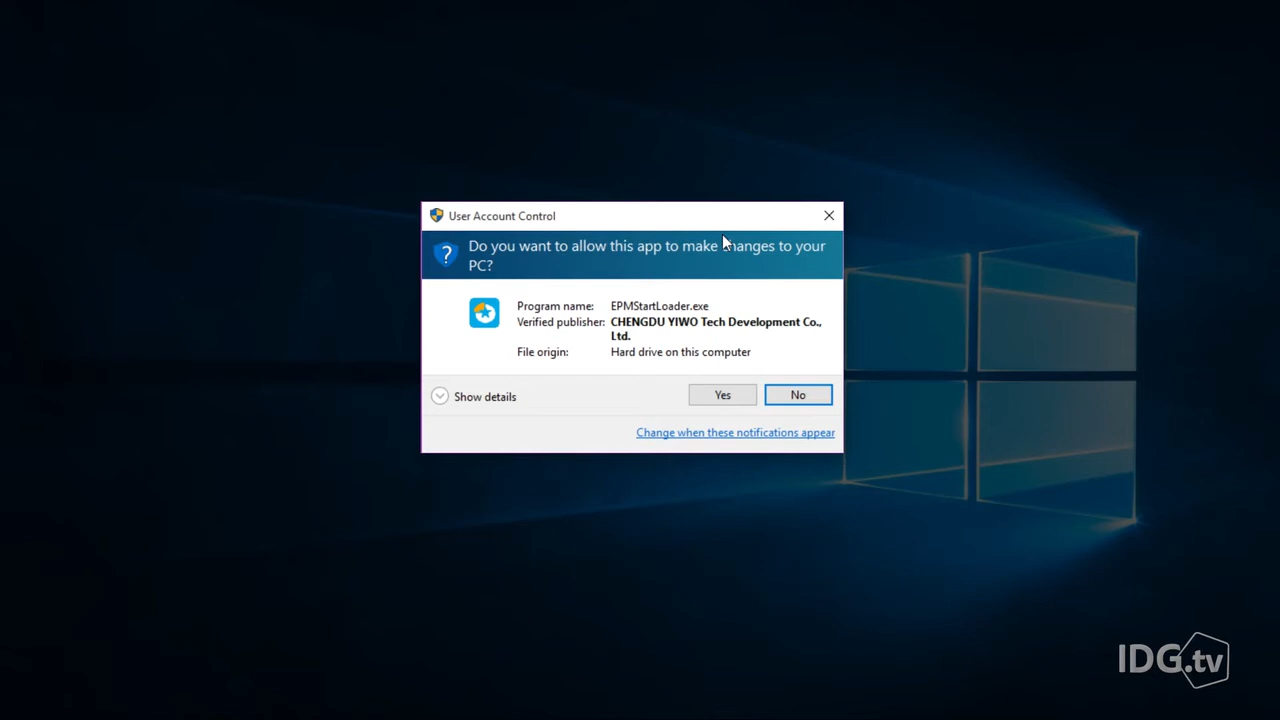 User Account Control
Do you want to allow this app to make changes to your
PC?
Program name: EPMStartLoader.exe
Verified publisher: CHENGDU YIWO Tech Development Co.,
Ltd.
File origin: Hard drive on this computer
Show details
Yes
No
Change when these notifications appear
IDG.tv